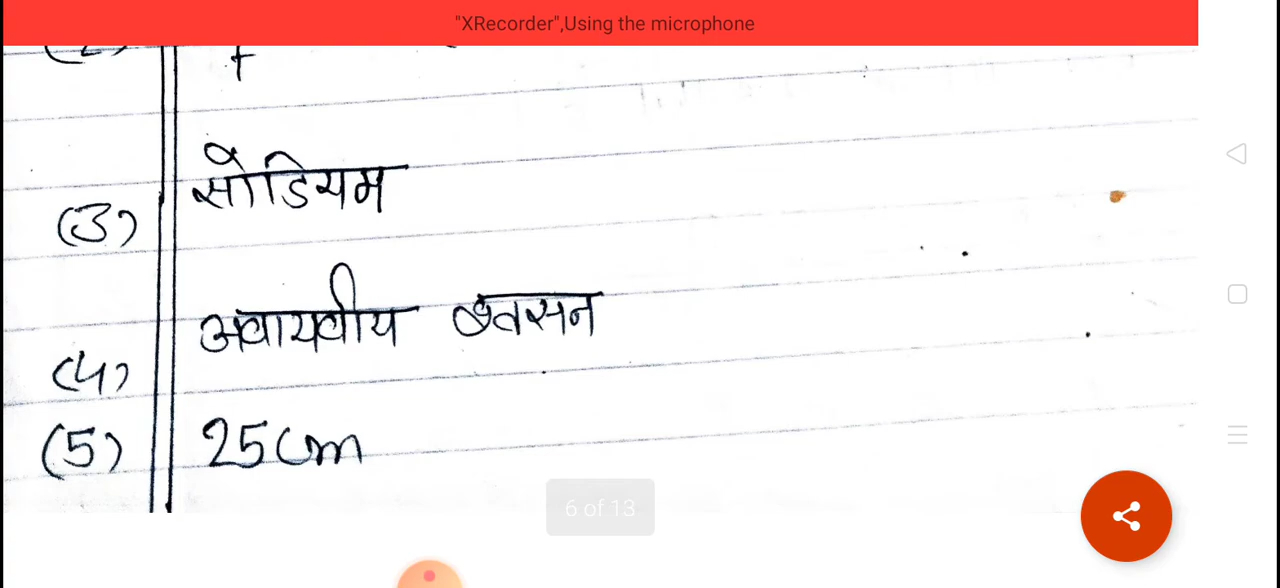 "XRecorder",Using the microphone
(3) सोडियम
(4) अवायवीय श्वसन
(5) 25cm
6 of 13